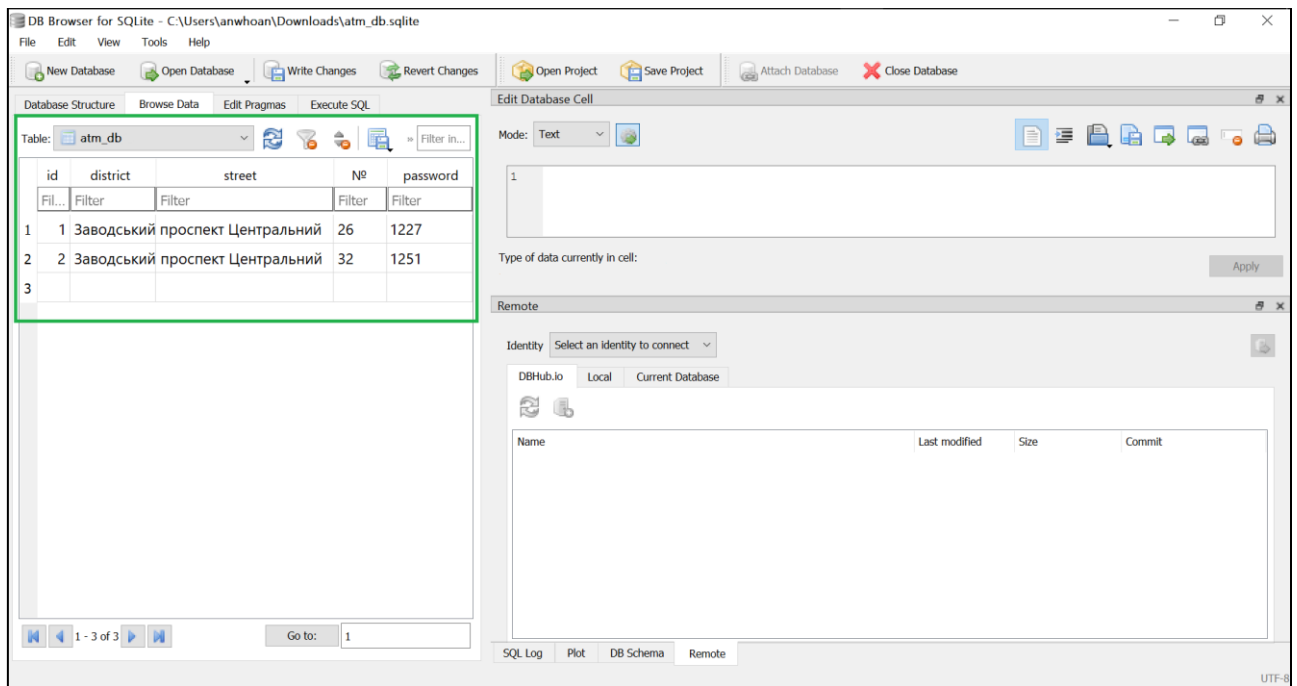 DB Browser for SQLite - C:\Users\anwhoan\Downloads\atm_db.sqlite
File Edit View Tools Help
New Database Open Database Write Changes Revert Changes Open Project Save Project Attach Database Close Database
Database Structure Browse Data Edit Pragmas Execute SQL
Table: atm_db » Filter in...
id district street № password
Fil... Filter Filter Filter Filter
1 1 Заводський проспект Центральний 26 1227
2 2 Заводський проспект Центральний 32 1251
3
1 - 3 of 3 Go to: 1
Edit Database Cell
Mode: Text
1
Type of data currently in cell:
Apply
Remote
Identity Select an identity to connect
DBHub.io Local Current Database
Name Last modified Size Commit
SQL Log Plot DB Schema Remote
UTF-8